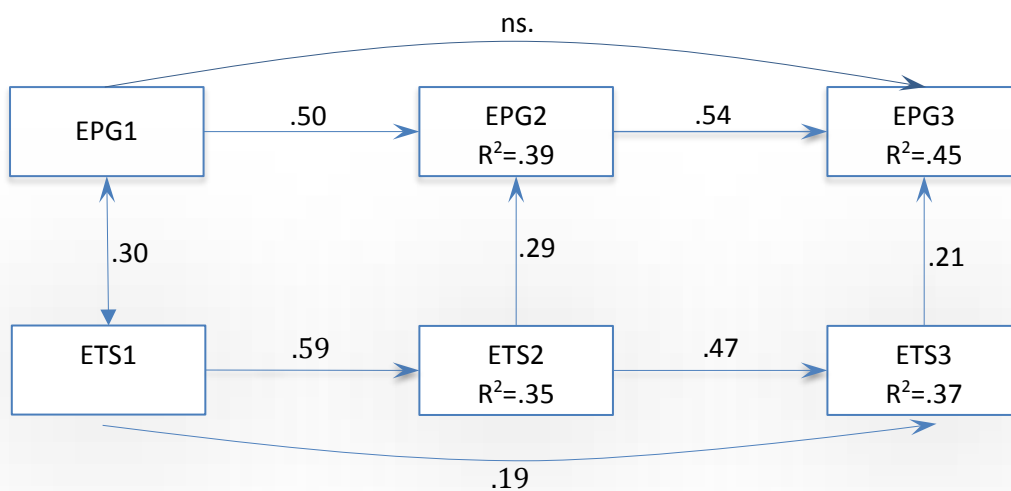 ns.
EPG1
.50
EPG2
R²=.39
.54
EPG3
R²=.45
.30
.29
.21
ETS1
.59
ETS2
R²=.35
.47
ETS3
R²=.37
.19